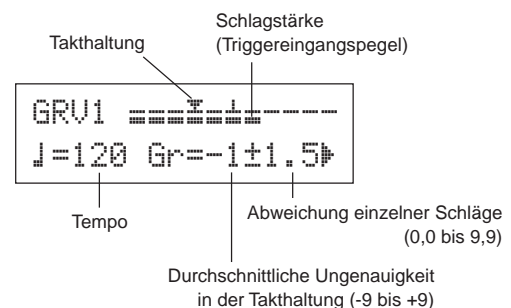 Schlagstärke
(Triggereingangspegel)
Takthaltung
GRV1
♩=120 Gr=-1±1.5
Tempo
Abweichung einzelner Schläge
(0,0 bis 9,9)
Durchschnittliche Ungenauigkeit
in der Takthaltung (-9 bis +9)